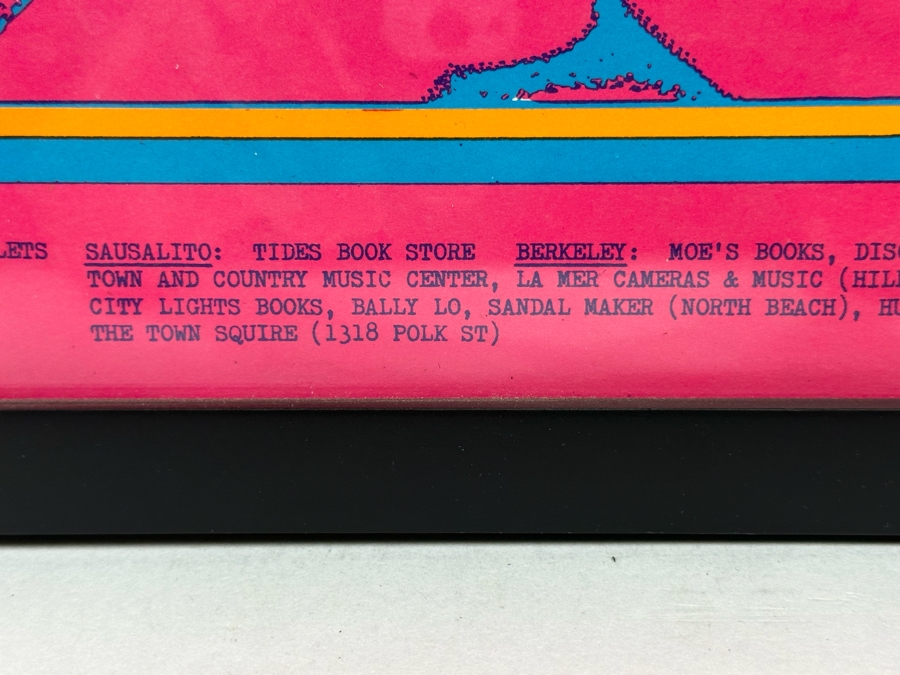 LETS SAUSALITO: TIDES BOOK STORE BERKELEY: MOE'S BOOKS, DISC
TOWN AND COUNTRY MUSIC CENTER, LA MER CAMERAS & MUSIC (HILL
CITY LIGHTS BOOKS, BALLY LO, SANDAL MAKER (NORTH BEACH), HU
THE TOWN SQUIRE (1318 POLK ST)